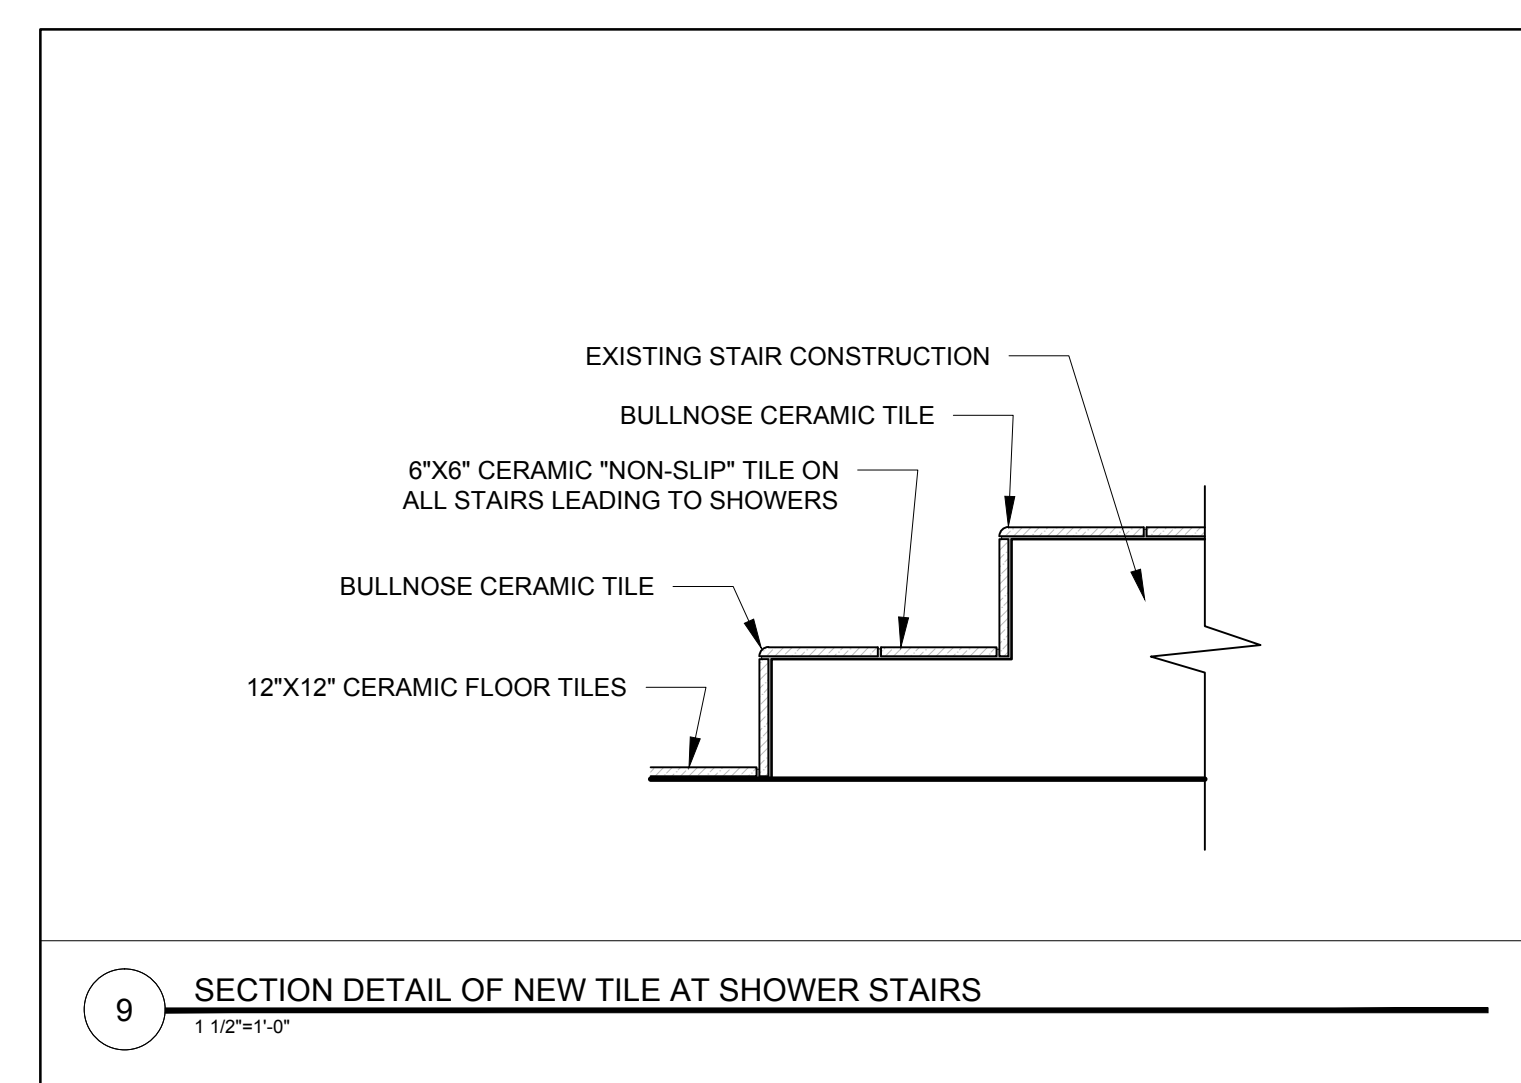 EXISTING STAIR CONSTRUCTION
BULLNOSE CERAMIC TILE
6"X6" CERAMIC "NON-SLIP" TILE ON
ALL STAIRS LEADING TO SHOWERS
BULLNOSE CERAMIC TILE
12"X12" CERAMIC FLOOR TILES
9
SECTION DETAIL OF NEW TILE AT SHOWER STAIRS
1 1/2"=1'-0"